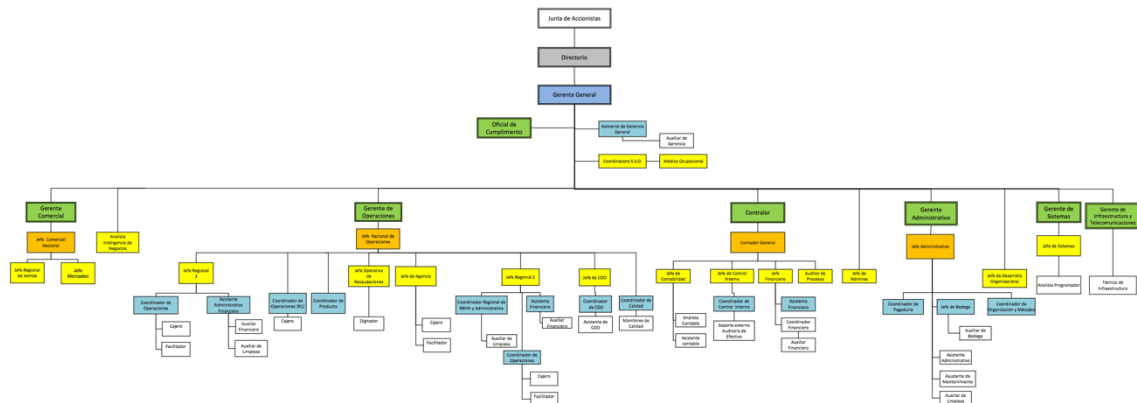 Junta de Accionistas
Directorio
Gerente General
Oficial de
Cumplimiento
Asistente de Gerencia
General
Auxiliar de
Gerencia
Coordinadora S.S.O.
Médico Ocupacional
Gerente
Comercial
Gerente de
Operaciones
Contralor
Gerente
Administrativo
Gerente de
Sistemas
Gerente de
Infraestructura y
Telecomunicaciones
Jefe Comercial
Nacional
Analista
Inteligencia de
Negocios
Jefe Nacional de
Operaciones
Contador General
Jefe Administrativo
Jefe de Sistemas
Jefe Regional
de Ventas
Jefe
Mercadeo
Jefe Regional
Jefe Operativo
de
Recaudaciones
Jefe de Agencia
Jefe Regional 2
Jefe de CDO
Jefe de
Contabilidad
Jefe de Control
Interno
Jefe
Financiero
Auditor de
Procesos
Jefe de
Nóminas
Jefe de Desarrollo
Organizacional
Analista Programador
Técnico de
Infraestructura
Coordinador de
Operaciones
Asistente
Administrativo
Financiero
Coordinador de
Operaciones (R1)
Coordinador de
Producto
Coordinador Regional de
RRHH y Administrativa
Asistente
Financiero
Coordinador
de CDO
Coordinador
de Calidad
Coordinador
de Control Interno
Asistente
Financiero
Coordinador de
Pagaduría
Jefe de Bodega
Coordinador de
Organización y Métodos
Cajero
Auxiliar
Financiero
Cajero
Digitador
Cajero
Auxiliar
Financiero
Asistente de CDO
Monitores de
Calidad
Analista
Contable
Soporte externo
Auditoría de
Efectivo
Coordinador
Financiero
Auxiliar de
Bodega
Facilitador
Auxiliar de
Limpieza
Facilitador
Auxiliar de
Limpieza
Asistente
contable
Auxiliar
Financiero
Coordinador de
Operaciones
Asistente
Administrativo
Cajero
Ayudante de
Mantenimiento
Facilitador
Auxiliar de
Limpieza